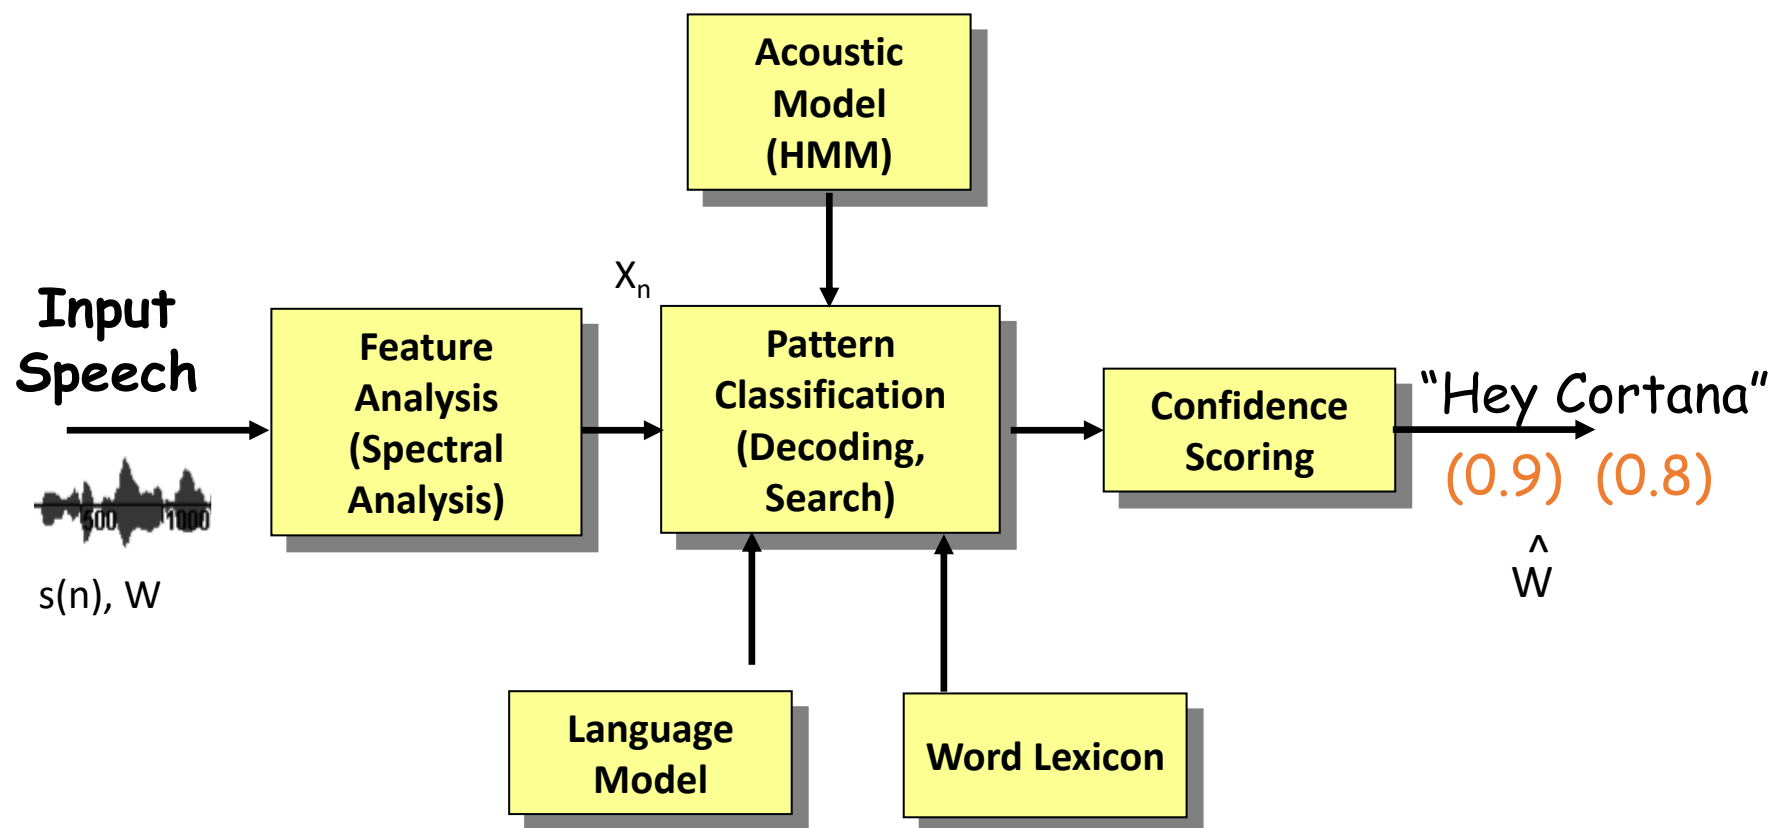 Acoustic
Model
(HMM)
X_n
Input
Speech
Feature
Analysis
(Spectral
Analysis)
Pattern
Classification
(Decoding,
Search)
Confidence
Scoring
“Hey Cortana”
(0.9) (0.8)
500 1000
s(n), W
^
W
Language
Model
Word Lexicon